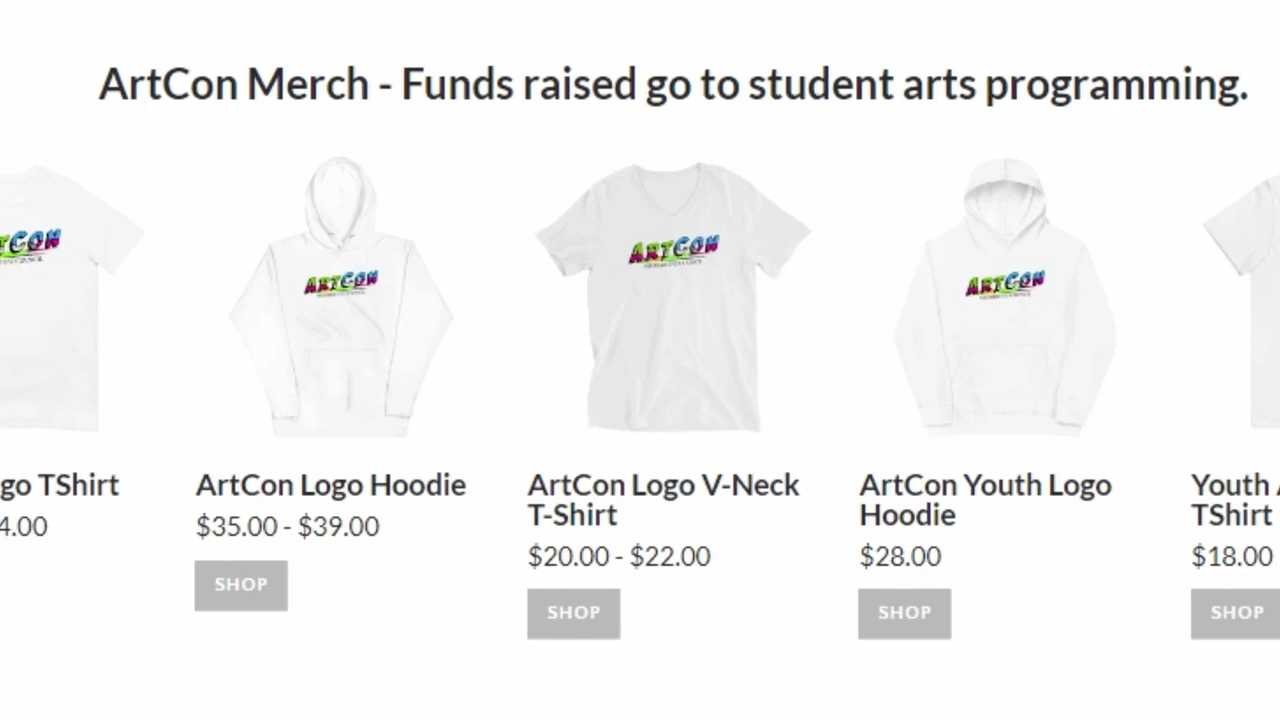 ArtCon Merch - Funds raised go to student arts programming.
CON
ARTCON
ARTCON
ARTCON
go TShirt
4.00
ArtCon Logo Hoodie
$35.00 - $39.00
SHOP
ArtCon Logo V-Neck
T-Shirt
$20.00 - $22.00
SHOP
ArtCon Youth Logo
Hoodie
$28.00
SHOP
Youth
TShirt
$18.00
SHOP